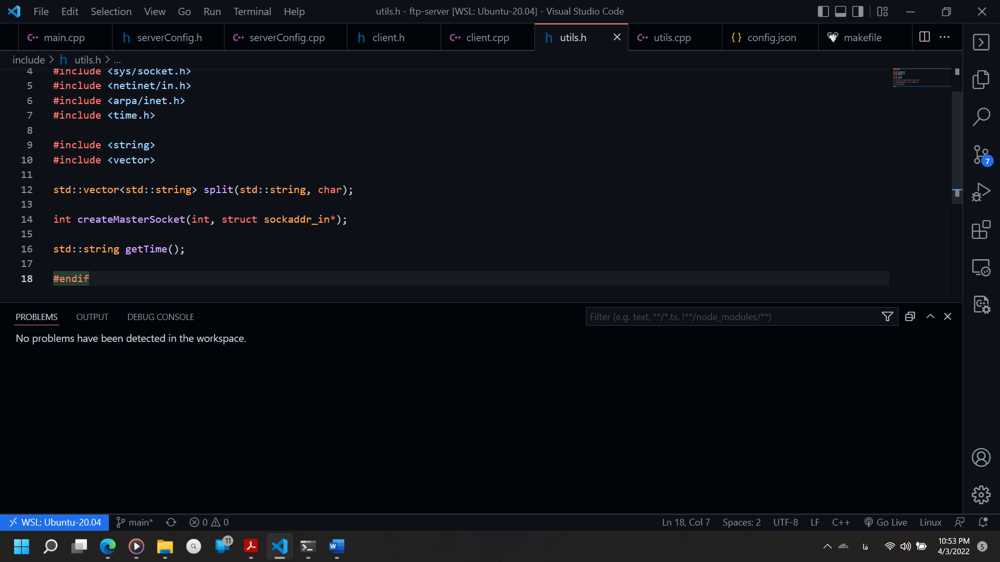 File Edit Selection View Go Run Terminal Help utils.h - ftp-server [WSL: Ubuntu-20.04] - Visual Studio Code
main.cpp serverConfig.h serverConfig.cpp client.h client.cpp utils.h utils.cpp config.json makefile
include > utils.h > ...
4 #include <sys/socket.h>
5 #include <netinet/in.h>
6 #include <arpa/inet.h>
7 #include <time.h>
8
9 #include <string>
10 #include <vector>
11
12 std::vector<std::string> split(std::string, char);
13
14 int createMasterSocket(int, struct sockaddr_in*);
15
16 std::string getTime();
17
18 #endif
7
PROBLEMS OUTPUT DEBUG CONSOLE Filter (e.g. text, **/*.ts, !**/node_modules/**)
No problems have been detected in the workspace.
WSL: Ubuntu-20.04 main* 0 0 Ln 18, Col 7 Spaces: 2 UTF-8 LF C++ Go Live Linux
11 فا 10:53 PM
4/3/2022 5